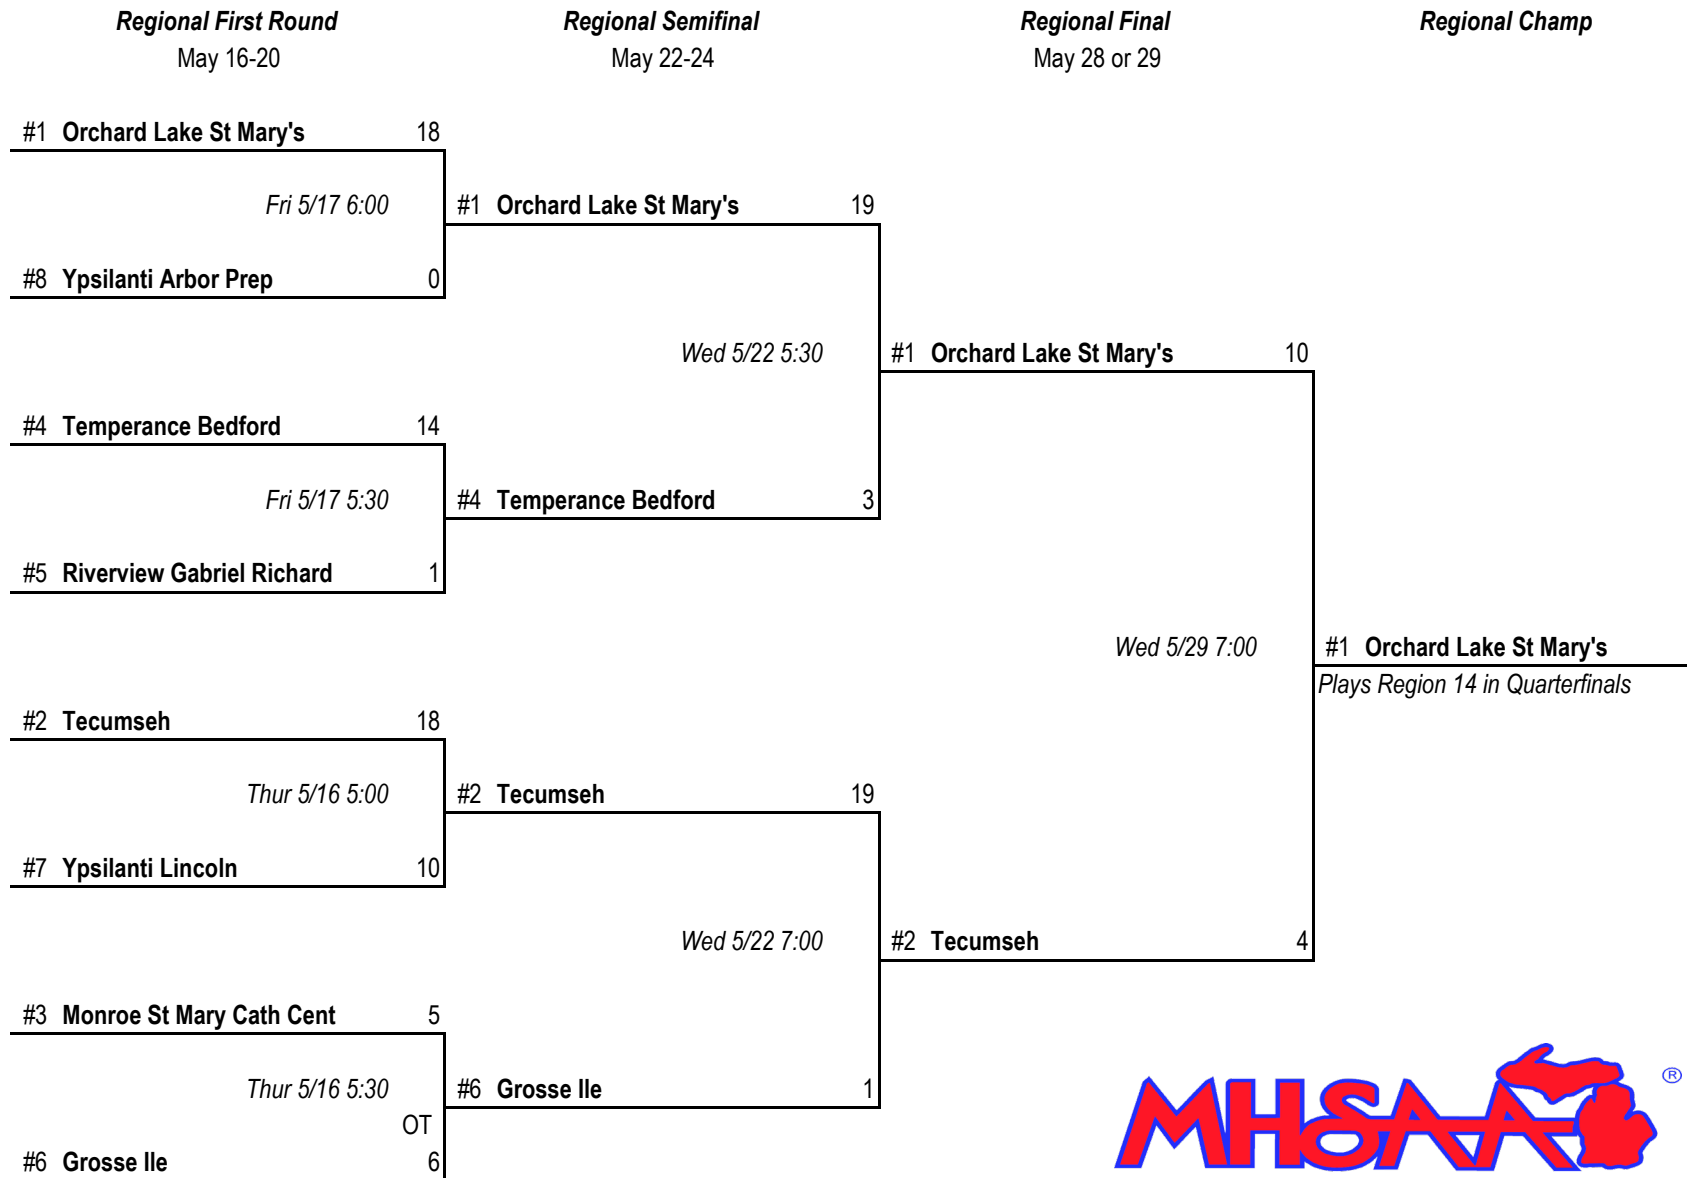 Regional First Round Regional Semifinal Regional Final Regional Champ
May 16-20 May 22-24 May 28 or 29
#1 Orchard Lake St Mary's 18
Fri 5/17 6:00 #1 Orchard Lake St Mary's 19
#8 Ypsilanti Arbor Prep 0
Wed 5/22 5:30 #1 Orchard Lake St Mary's 10
#4 Temperance Bedford 14
Fri 5/17 5:30 #4 Temperance Bedford 3
#5 Riverview Gabriel Richard 1
Wed 5/29 7:00 #1 Orchard Lake St Mary's
Plays Region 14 in Quarterfinals
#2 Tecumseh 18
Thur 5/16 5:00 #2 Tecumseh 19
#7 Ypsilanti Lincoln 10
Wed 5/22 7:00 #2 Tecumseh 4
#3 Monroe St Mary Cath Cent 5
Thur 5/16 5:30 #6 Grosse Ile 1
OT
#6 Grosse Ile 6
MHSAA ®